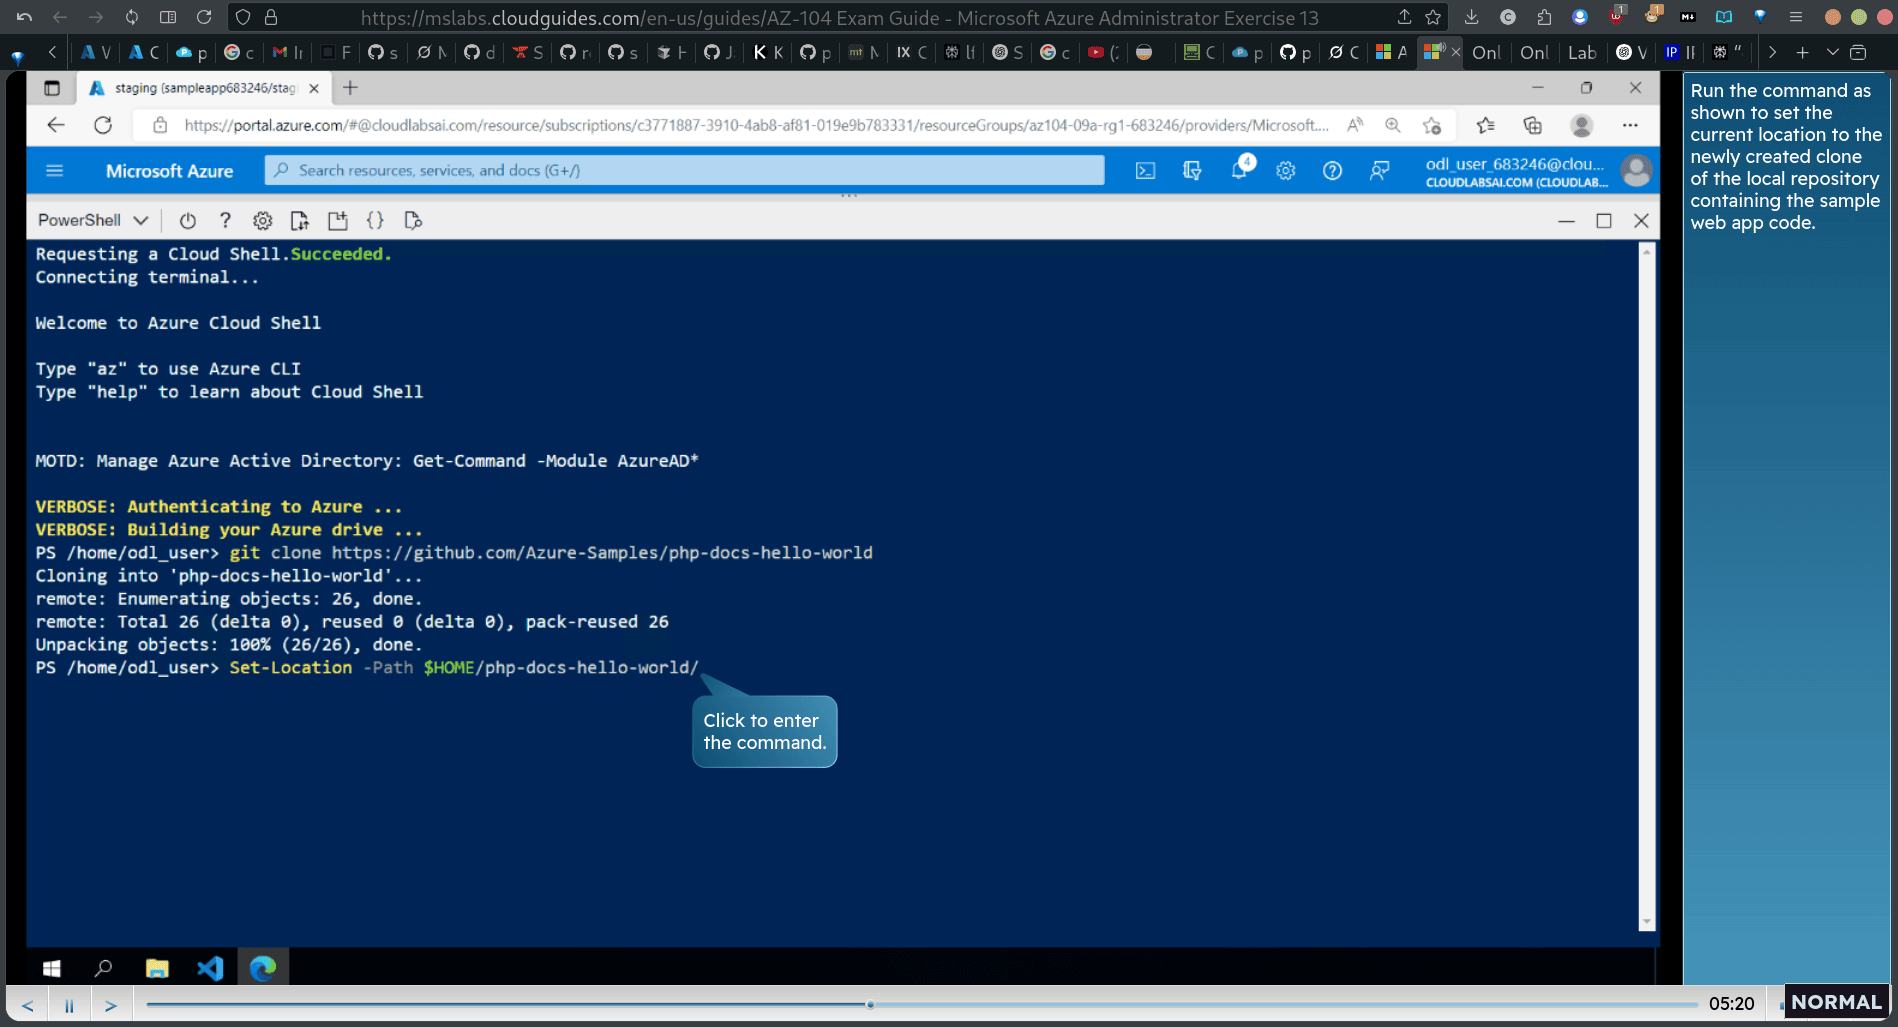 https://mslabs.cloudguides.com/en-us/guides/AZ-104 Exam Guide - Microsoft Azure Administrator Exercise 13
1
1
Onl
Onl
Lab
staging (sampleapp683246/stag
https://portal.azure.com/#@cloudlabsai.com/resource/subscriptions/c3771887-3910-4ab8-af81-019e9b783331/resourceGroups/az104-09a-rg1-683246/providers/Microsoft....
Microsoft Azure
Search resources, services, and docs (G+/)
4
odl_user_683246@clou...
CLOUDLABSAI.COM (CLOUDLAB...
PowerShell
Requesting a Cloud Shell.Succeeded.
Connecting terminal...
Welcome to Azure Cloud Shell
Type "az" to use Azure CLI
Type "help" to learn about Cloud Shell
MOTD: Manage Azure Active Directory: Get-Command -Module AzureAD*
VERBOSE: Authenticating to Azure ...
VERBOSE: Building your Azure drive ...
PS /home/odl_user> git clone https://github.com/Azure-Samples/php-docs-hello-world
Cloning into 'php-docs-hello-world'...
remote: Enumerating objects: 26, done.
remote: Total 26 (delta 0), reused 0 (delta 0), pack-reused 26
Unpacking objects: 100% (26/26), done.
PS /home/odl_user> Set-Location -Path $HOME/php-docs-hello-world/
Click to enter
the command.
Run the command as
shown to set the
current location to the
newly created clone
of the local repository
containing the sample
web app code.
05:20
NORMAL